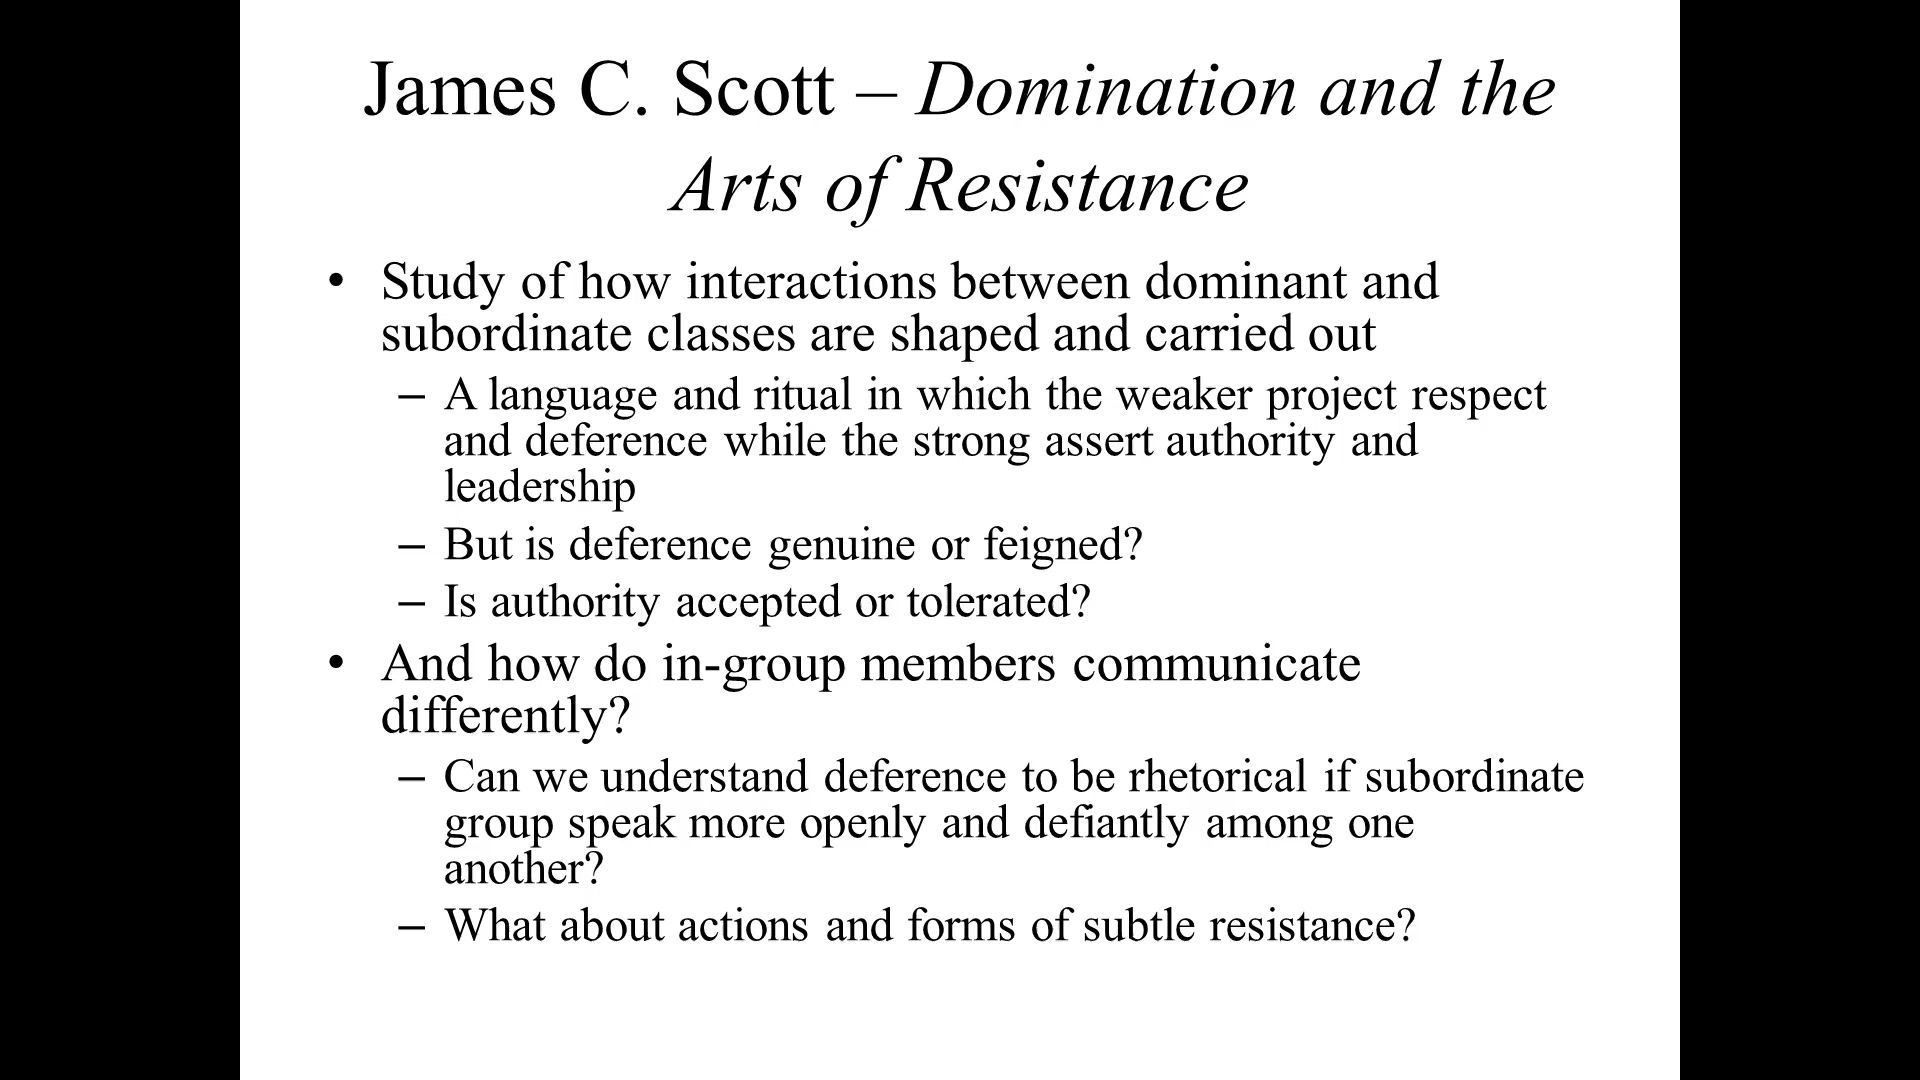 James C. Scott – Domination and the
Arts of Resistance
• Study of how interactions between dominant and
subordinate classes are shaped and carried out
– A language and ritual in which the weaker project respect
and deference while the strong assert authority and
leadership
– But is deference genuine or feigned?
– Is authority accepted or tolerated?
• And how do in-group members communicate
differently?
– Can we understand deference to be rhetorical if subordinate
group speak more openly and defiantly among one
another?
– What about actions and forms of subtle resistance?